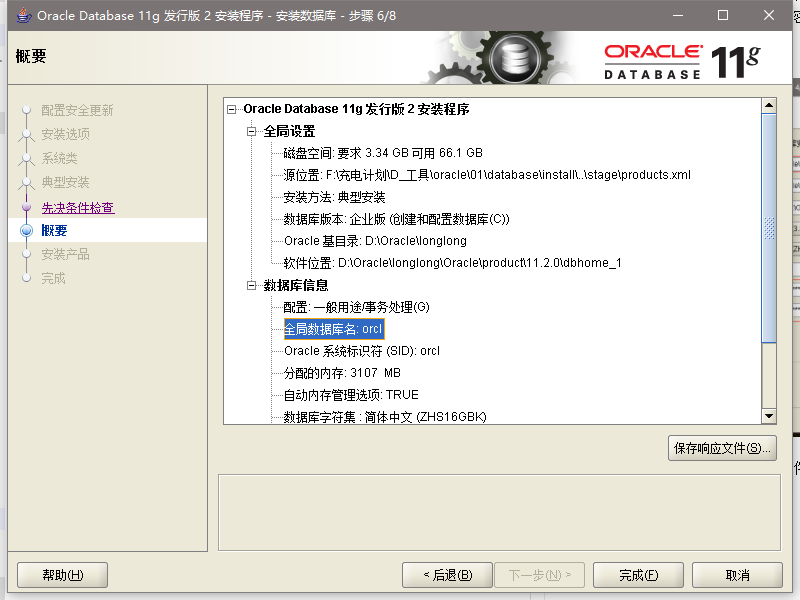 Oracle Database 11g 发行版 2 安装程序 - 安装数据库 - 步骤 6/8
概要
ORACLE
DATABASE
11g
配置安全更新
安装选项
系统类
典型安装
先决条件检查
概要
安装产品
完成
Oracle Database 11g 发行版 2 安装程序
全局设置
磁盘空间: 要求 3.34 GB 可用 66.1 GB
源位置: F:\充电计划\D_工具\oracle\01\database\install\..\stage\products.xml
安装方法: 典型安装
数据库版本: 企业版 (创建和配置数据库(C))
Oracle 基目录: D:\Oracle\longlong
软件位置: D:\Oracle\longlong\Oracle\product\11.2.0\dbhome_1
数据库信息
配置: 一般用途/事务处理(G)
全局数据库名: orcl
Oracle 系统标识符 (SID): orcl
分配的内存: 3107 MB
自动内存管理选项: TRUE
数据库字符集 : 简体中文 (ZHS16GBK)
保存响应文件(S)...
帮助(H)
< 后退(B)
下一步(N) >
完成(F)
取消